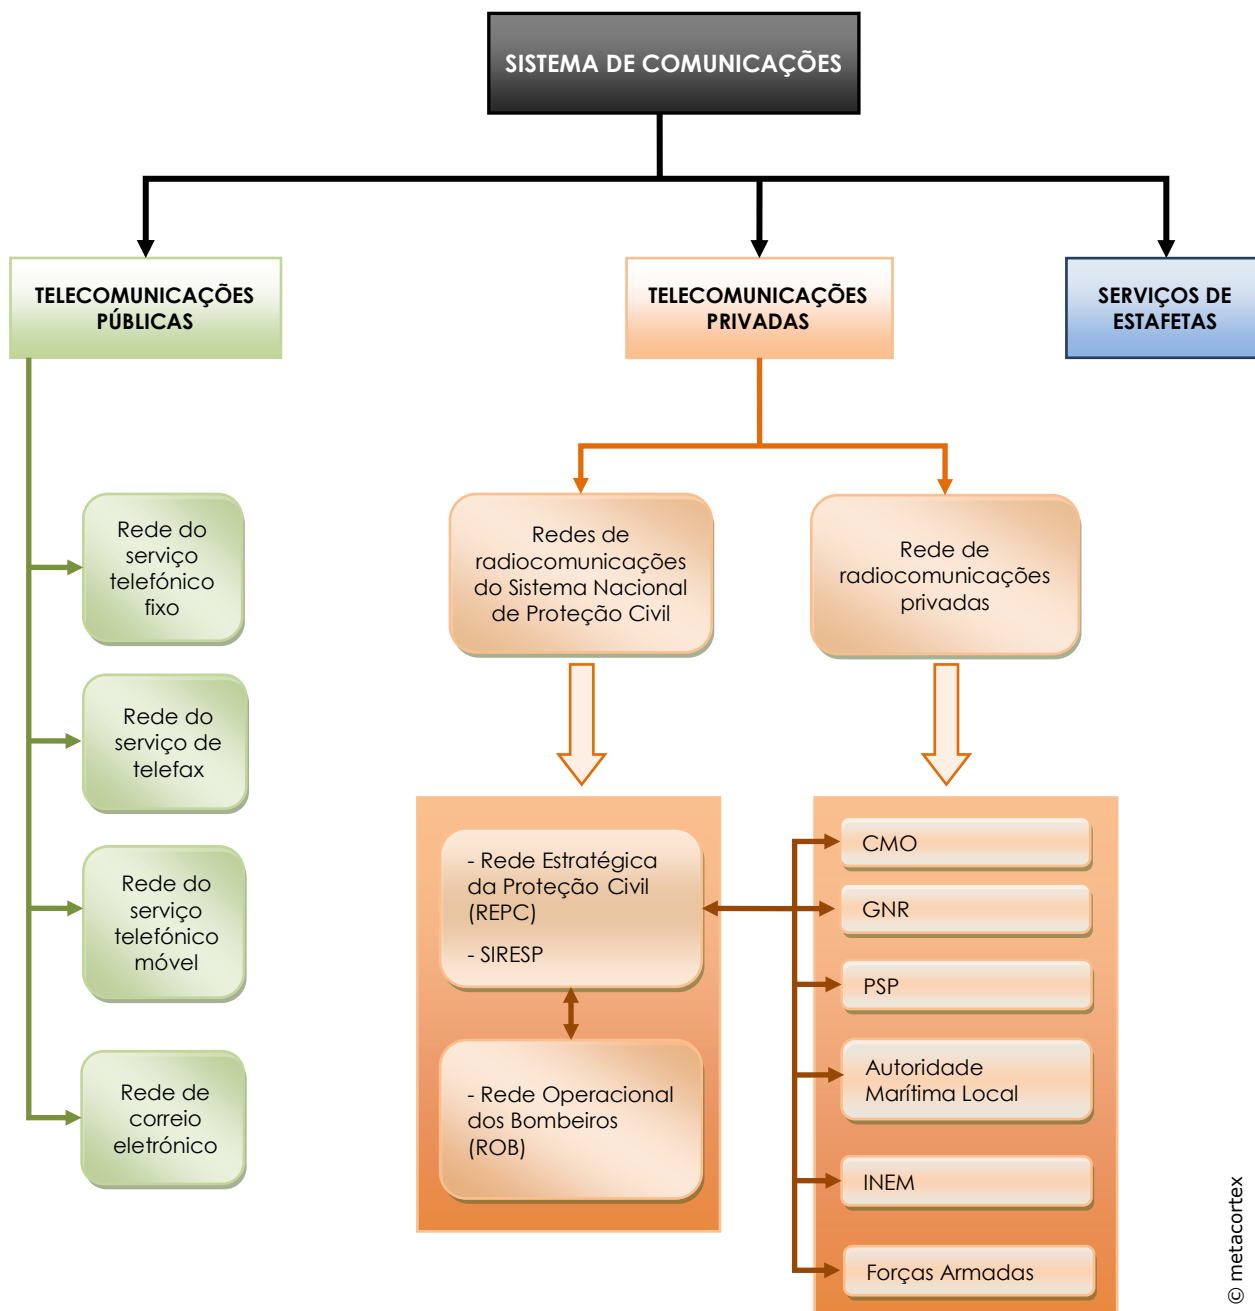 SISTEMA DE COMUNICAÇÕES
TELECOMUNICAÇÕES
PÚBLICAS
TELECOMUNICAÇÕES
PRIVADAS
SERVIÇOS DE
ESTAFETAS
Rede do
serviço
telefónico
fixo
Rede do
serviço de
telefax
Rede do
serviço
telefónico
móvel
Rede de
correio
eletrónico
Redes de
radiocomunicações
do Sistema Nacional
de Proteção Civil
Rede de
radiocomunicações
privadas
- Rede Estratégica
da Proteção Civil
(REPC)
- SIRESP
- Rede Operacional
dos Bombeiros
(ROB)
CMO
GNR
PSP
Autoridade
Marítima Local
INEM
Forças Armadas
© metacortex